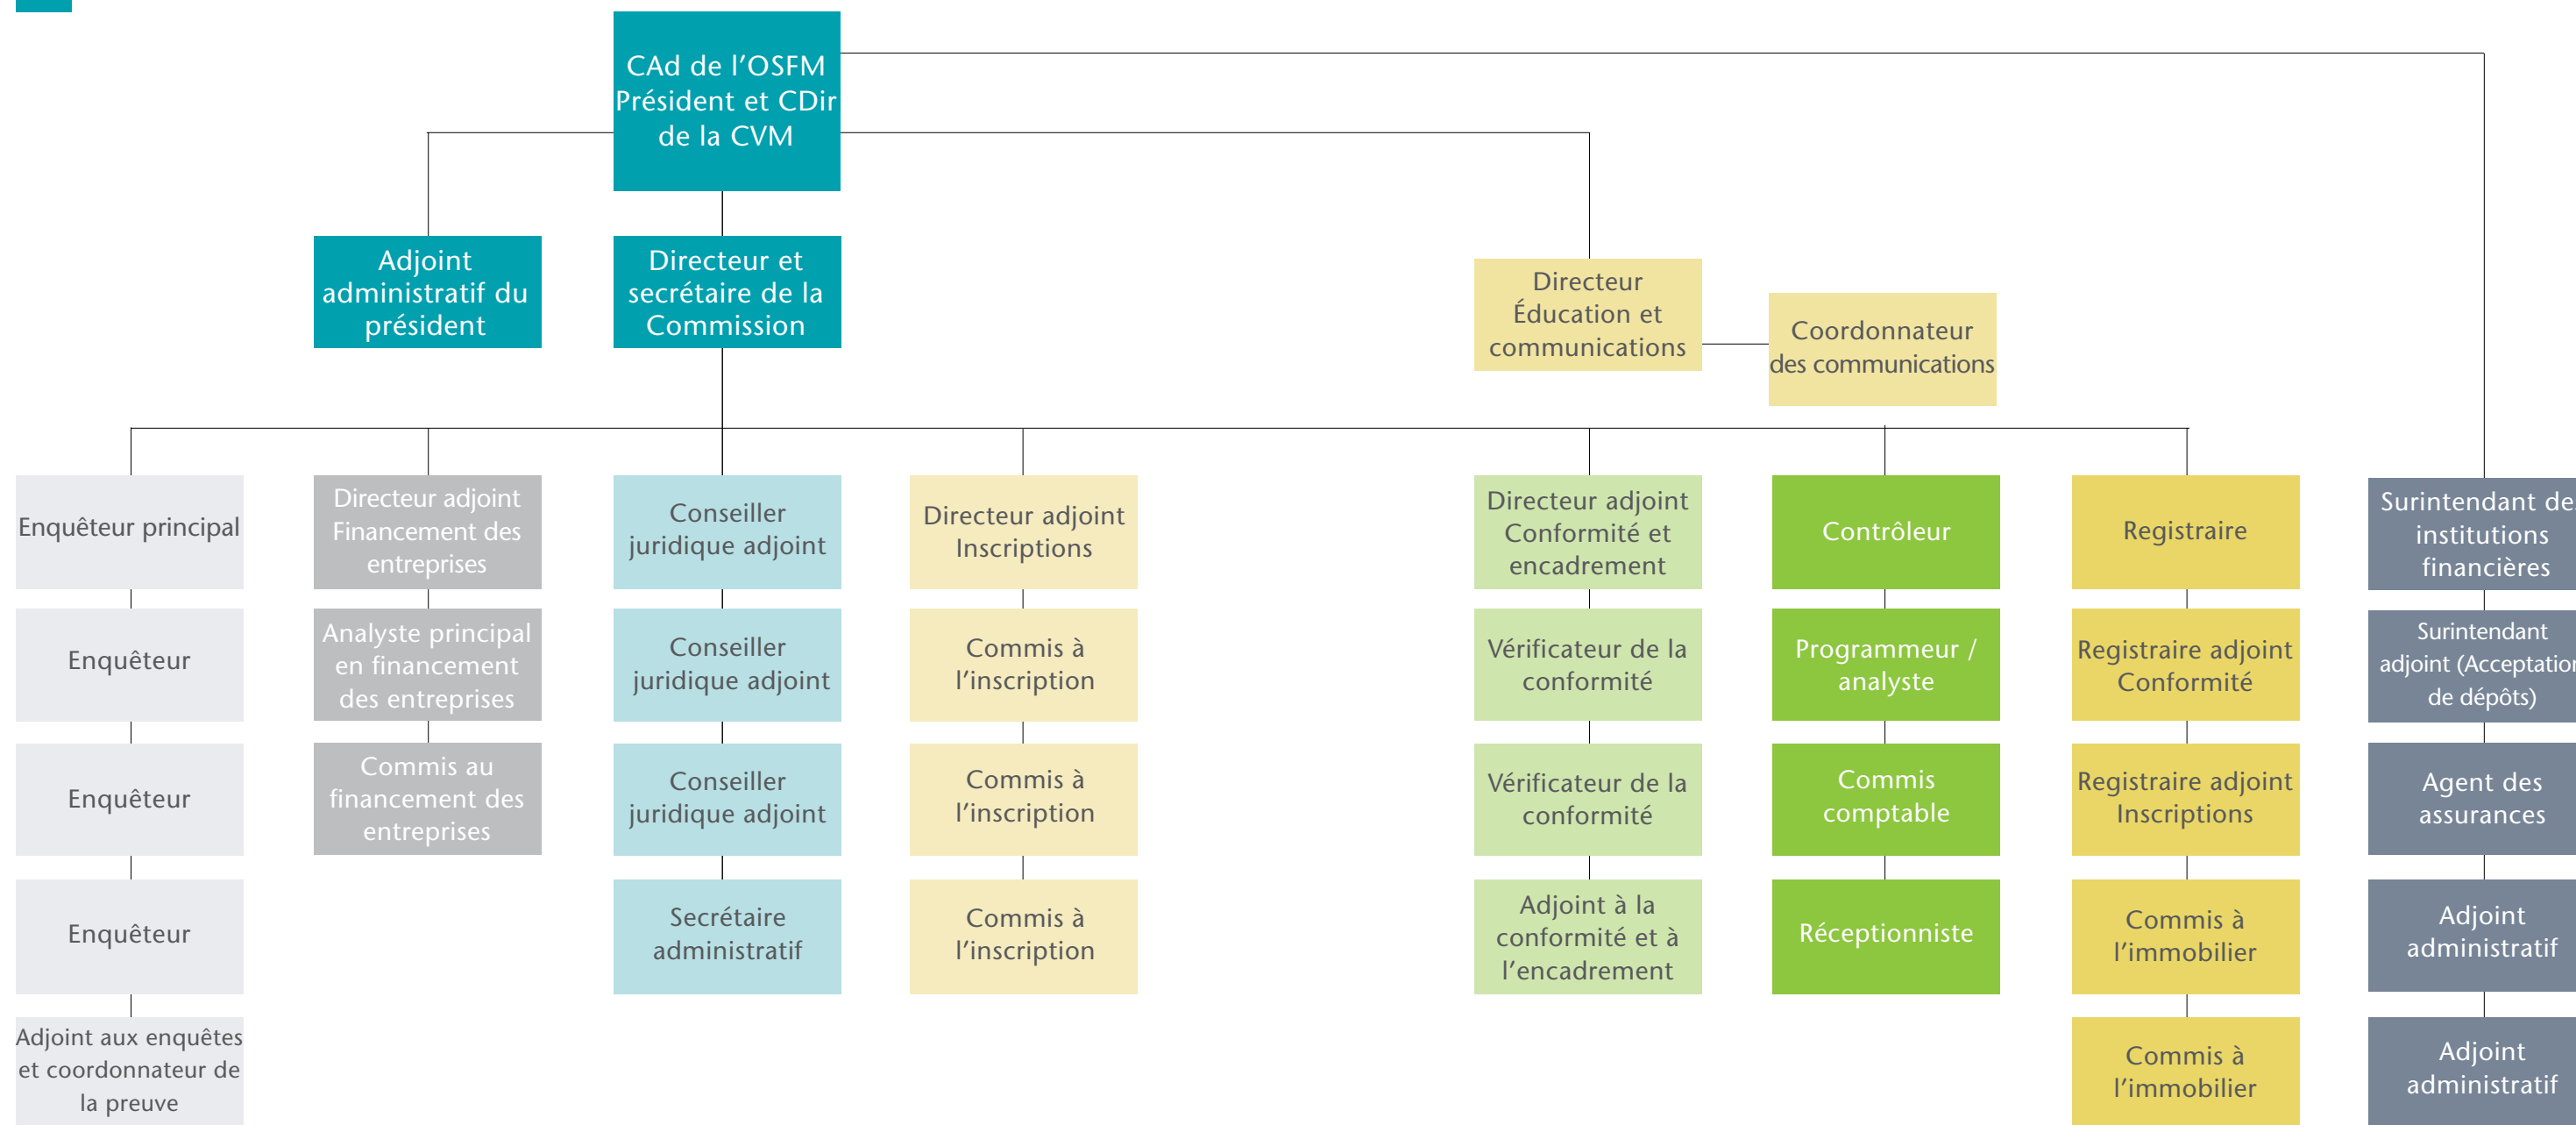 CAd de l'OSFM
Président et CDir
de la CVM
Adjoint
administratif du
président
Directeur et
secrétaire de la
Commission
Directeur
Éducation et
communications
Coordonnateur
des communications
Enquêteur principal
Enquêteur
Enquêteur
Enquêteur
Adjoint aux enquêtes
et coordonnateur de
la preuve
Directeur adjoint
Financement des
entreprises
Analyste principal
en financement
des entreprises
Commis au
financement des
entreprises
Conseiller
juridique adjoint
Conseiller
juridique adjoint
Conseiller
juridique adjoint
Secrétaire
administratif
Directeur adjoint
Inscriptions
Commis à
l'inscription
Commis à
l'inscription
Commis à
l'inscription
Directeur adjoint
Conformité et
encadrement
Vérificateur de la
conformité
Vérificateur de la
conformité
Adjoint à la
conformité et à
l'encadrement
Contrôleur
Programmeur /
analyste
Commis
comptable
Réceptionniste
Registraire
Registraire adjoint
Conformité
Registraire adjoint
Inscriptions
Commis à
l'immobilier
Commis à
l'immobilier
Surintendant de
institutions
financières
Surintendant
adjoint (Acceptation
de dépôts)
Agent des
assurances
Adjoint
administratif
Adjoint
administratif